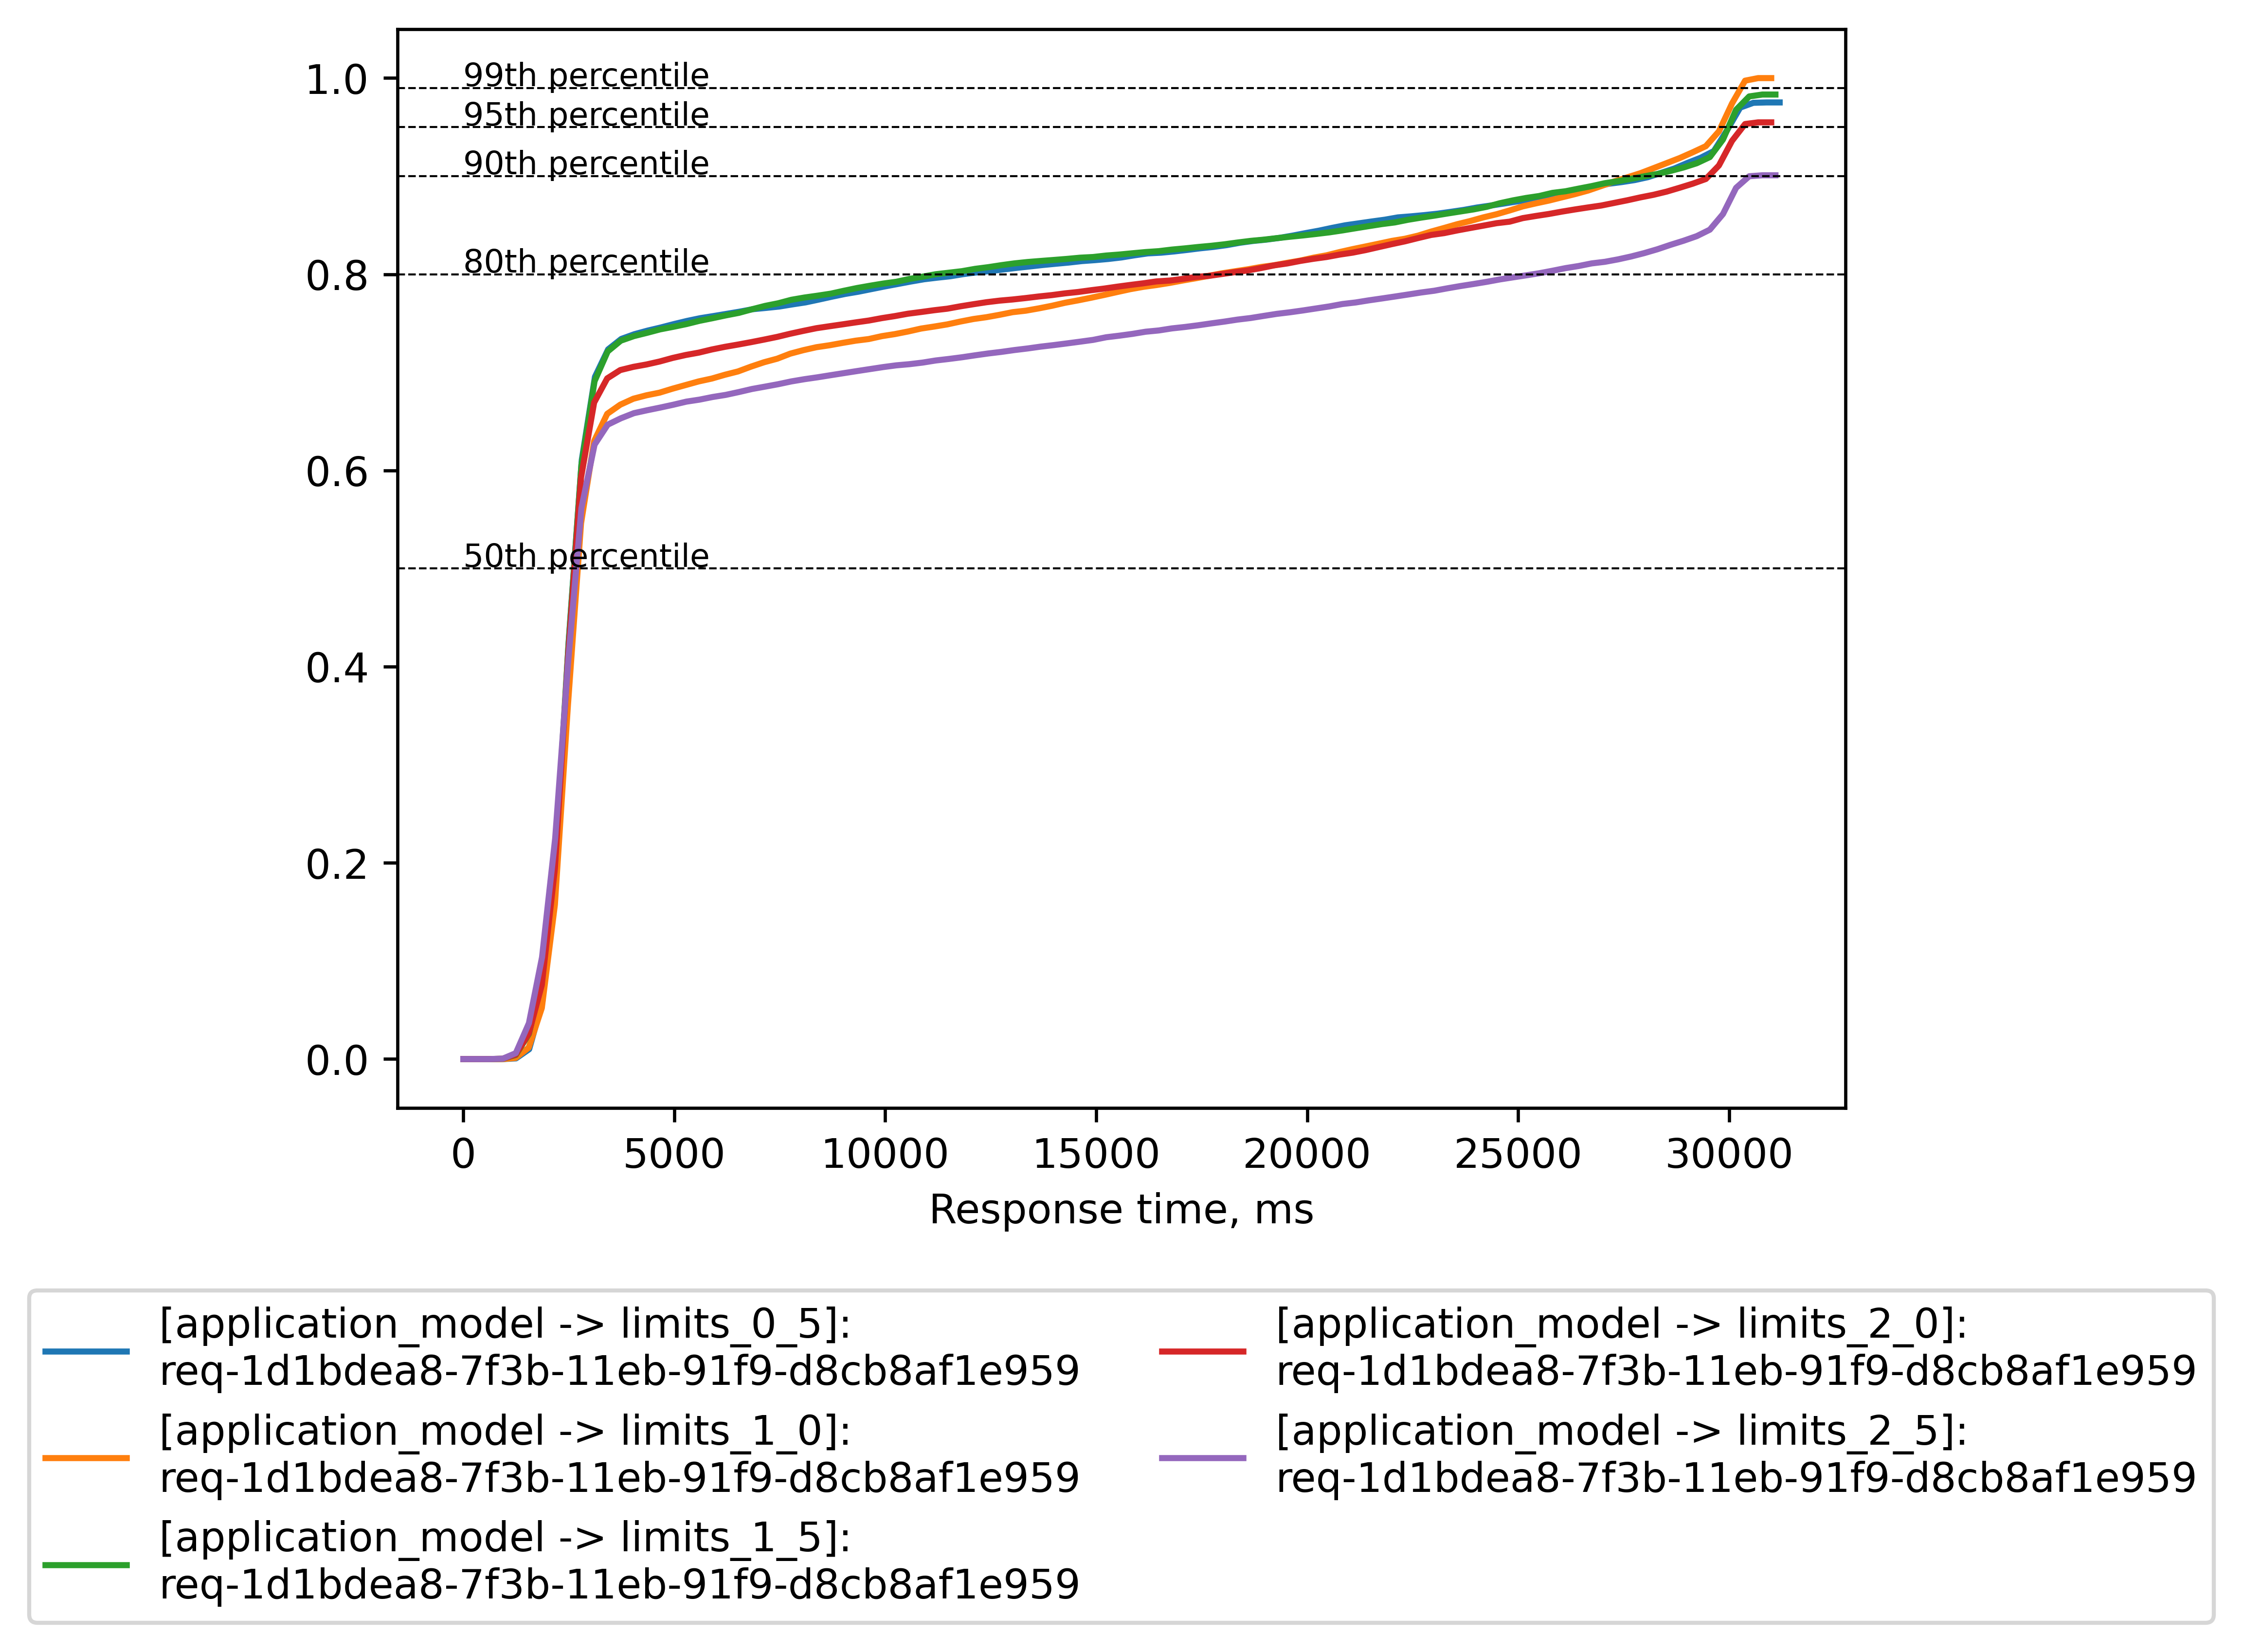 1.0
0.8
0.6
0.4
0.2
0.0
99th percentile
95th percentile
90th percentile
80th percentile
50th percentile
0 5000 10000 15000 20000 25000 30000
Response time, ms
[application_model -> limits_0_5]:
req-1d1bdea8-7f3b-11eb-91f9-d8cb8af1e959
[application_model -> limits_1_0]:
req-1d1bdea8-7f3b-11eb-91f9-d8cb8af1e959
[application_model -> limits_1_5]:
req-1d1bdea8-7f3b-11eb-91f9-d8cb8af1e959
[application_model -> limits_2_0]:
req-1d1bdea8-7f3b-11eb-91f9-d8cb8af1e959
[application_model -> limits_2_5]:
req-1d1bdea8-7f3b-11eb-91f9-d8cb8af1e959